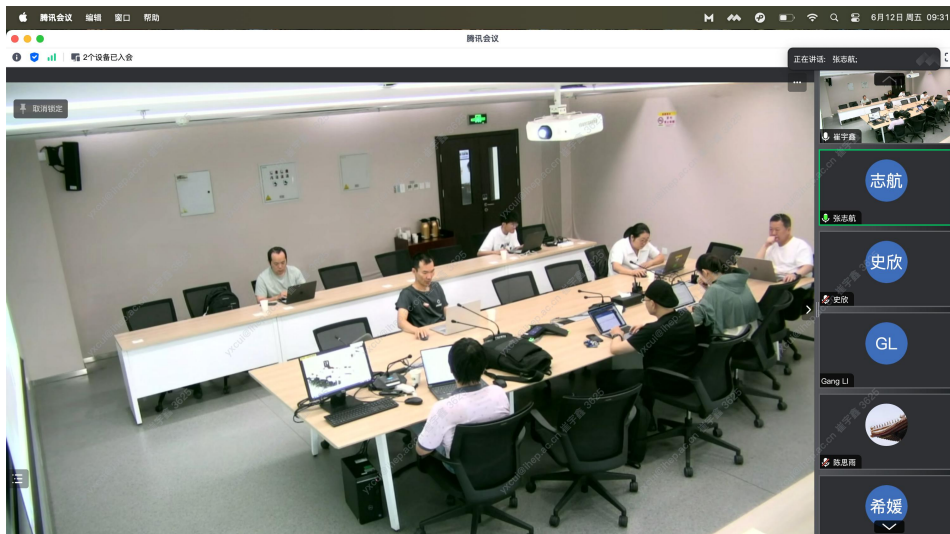 腾讯会议 编辑 窗口 帮助
6月12日 周五 09:31
腾讯会议
2个设备已入会
正在讲话: 张志航;
取消锁定
崔宇鑫
志航
张志航
史欣
史欣
GL
Gang LI
陈思雨
希媛